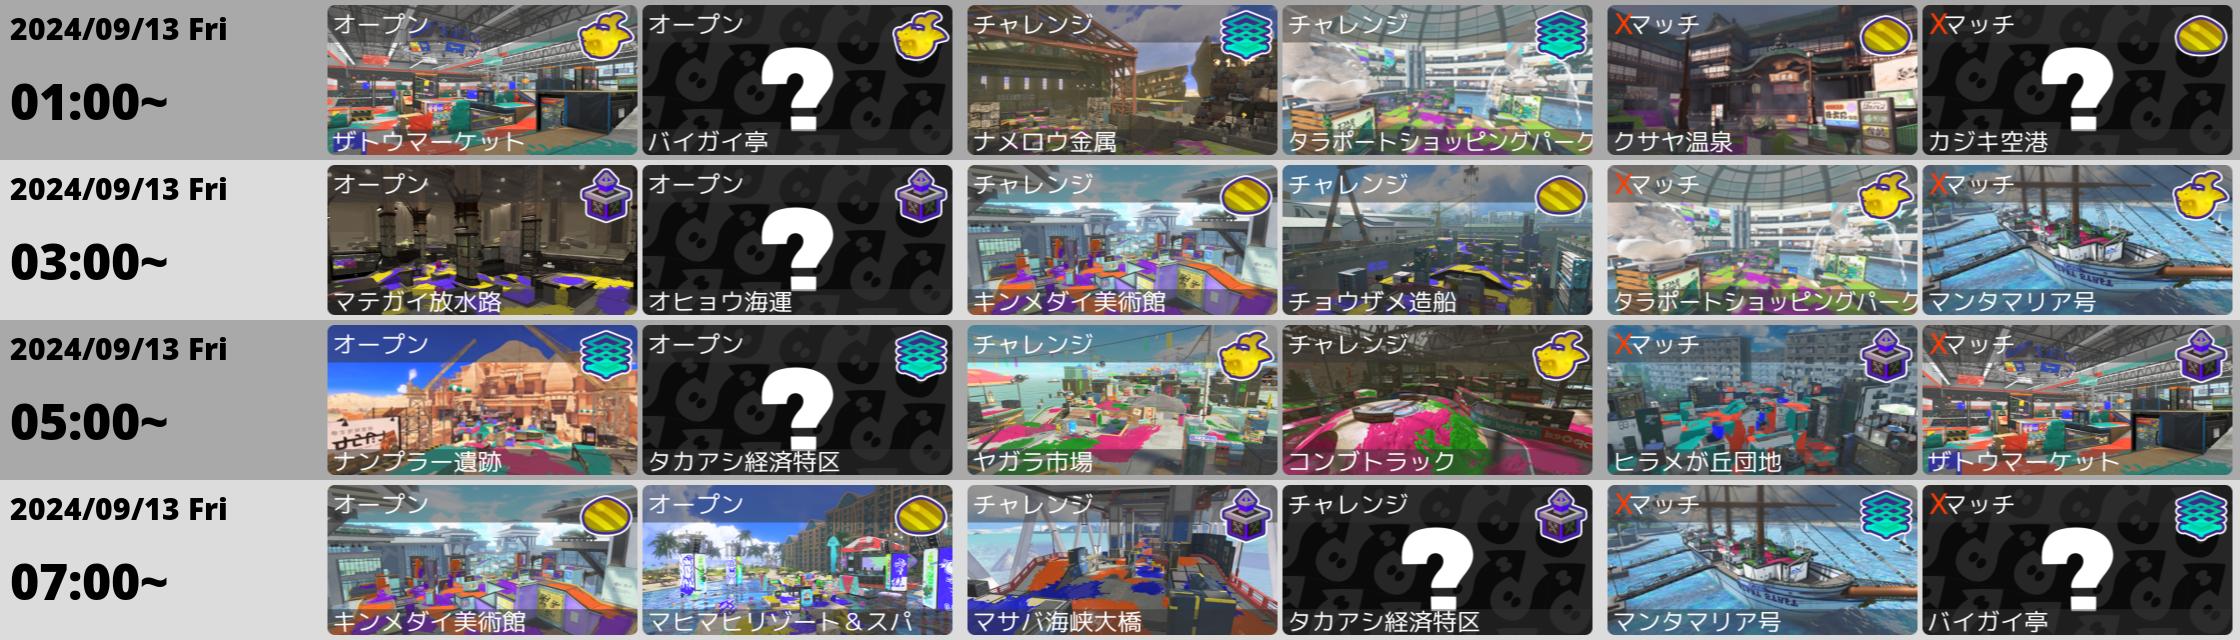 2024/09/13 Fri
01:00~
オープン
ザトウマーケット
オープン
?
バイガイ亭
チャレンジ
ナメロウ金属
チャレンジ
タラポートショッピングパーク
Xマッチ
クサヤ温泉
Xマッチ
?
カジキ空港
2024/09/13 Fri
03:00~
オープン
マテガイ放水路
オープン
?
オヒョウ海運
チャレンジ
キンメダイ美術館
チャレンジ
チョウザメ造船
Xマッチ
タラポートショッピングパーク
Xマッチ
マンタマリア号
2024/09/13 Fri
05:00~
オープン
ナンプラー遺跡
オープン
?
タカアシ経済特区
チャレンジ
ヤガラ市場
チャレンジ
コンブトラック
Xマッチ
ヒラメが丘団地
Xマッチ
ザトウマーケット
2024/09/13 Fri
07:00~
オープン
キンメダイ美術館
オープン
マヒマヒリゾート＆スパ
チャレンジ
マサバ海峡大橋
チャレンジ
?
タカアシ経済特区
Xマッチ
マンタマリア号
Xマッチ
?
バイガイ亭